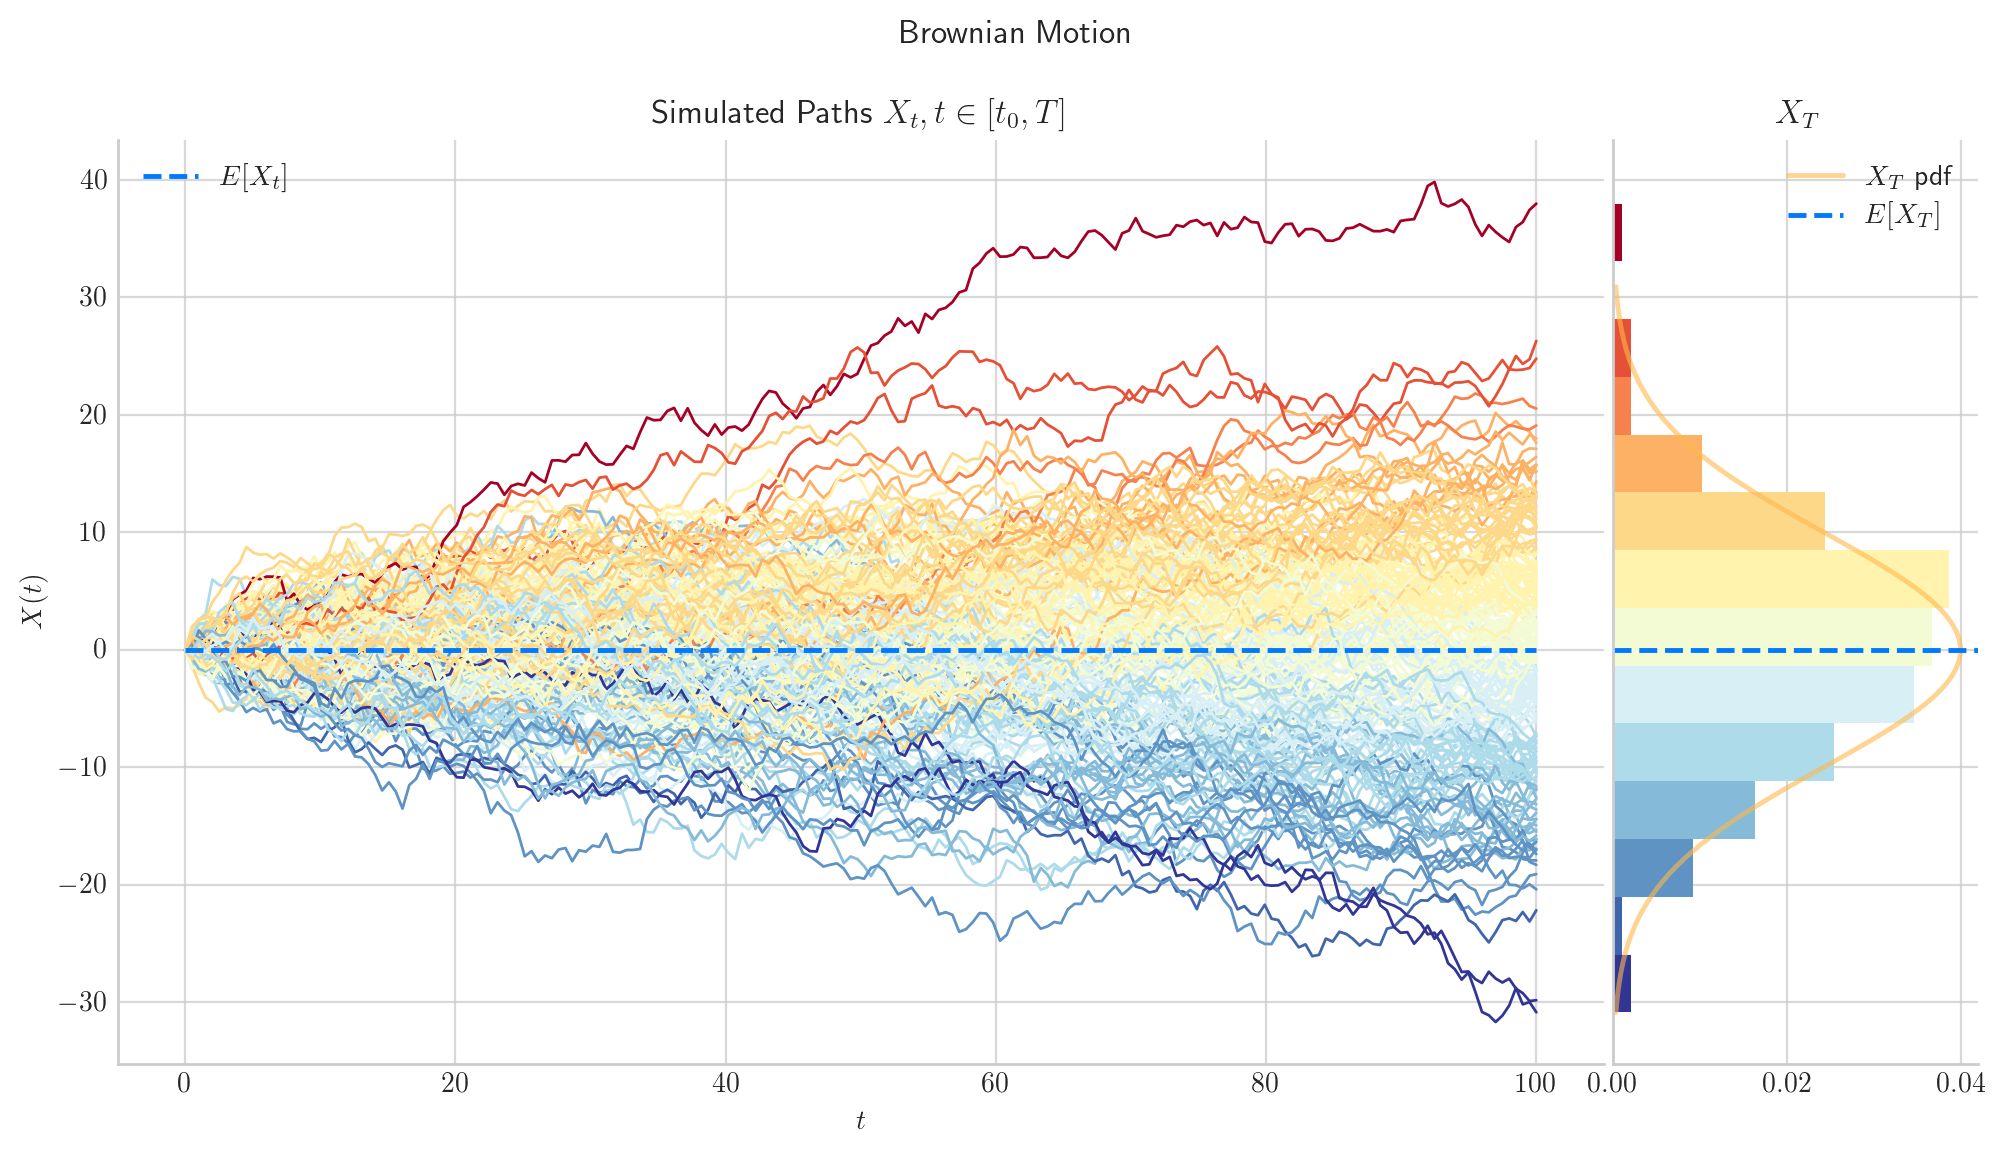 Brownian Motion
Simulated Paths $X_t, t \in [t_0, T]$
$X_T$
$E[X_t]$
$X_T$ pdf
$E[X_T]$
40
30
20
10
0
−10
−20
−30
$X(t)$
0 20 40 60 80 100
0.00 0.02 0.04
$t$